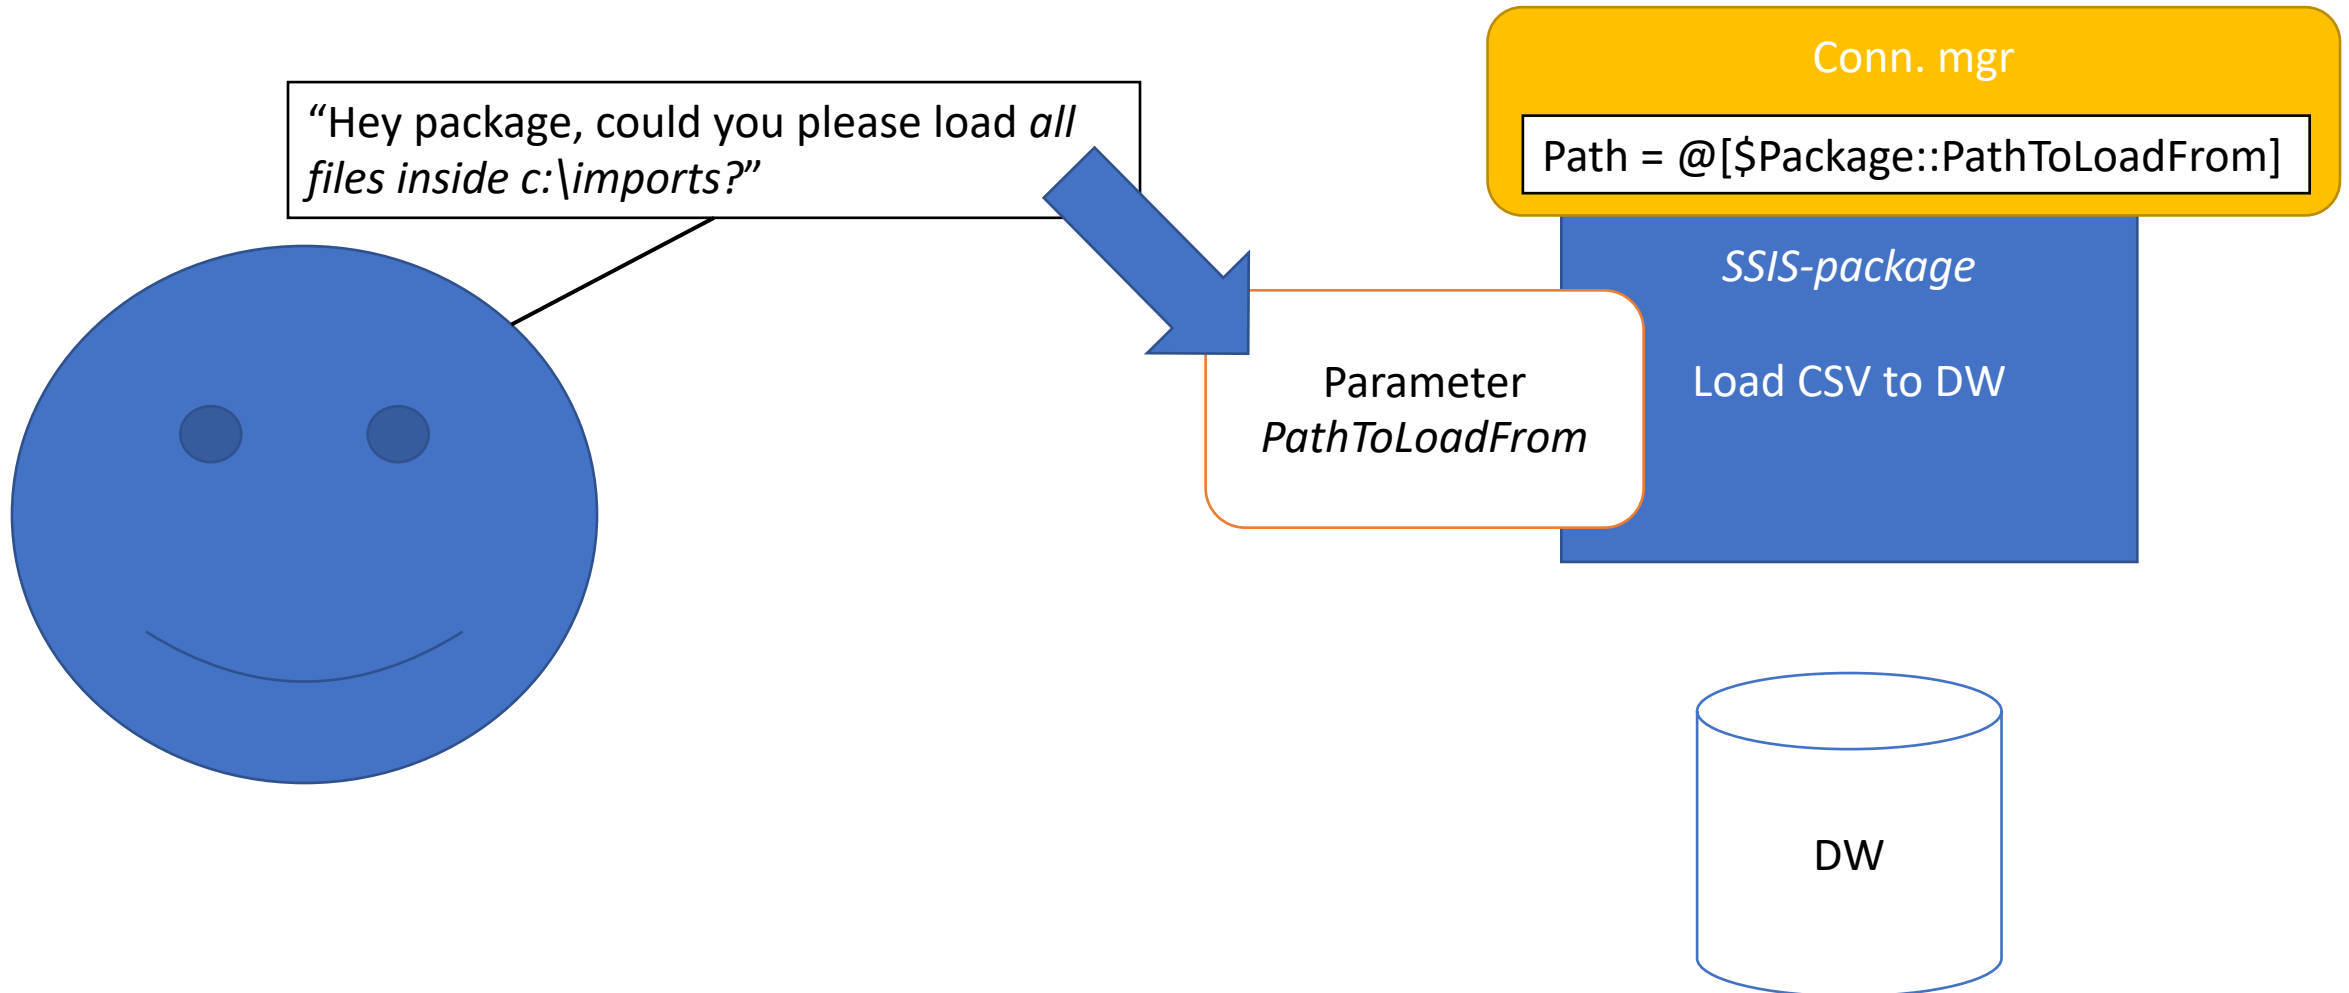 “Hey package, could you please load all
files inside c:\imports?”
Conn. mgr
Path = @[$Package::PathToLoadFrom]
SSIS-package
Load CSV to DW
Parameter
PathToLoadFrom
DW